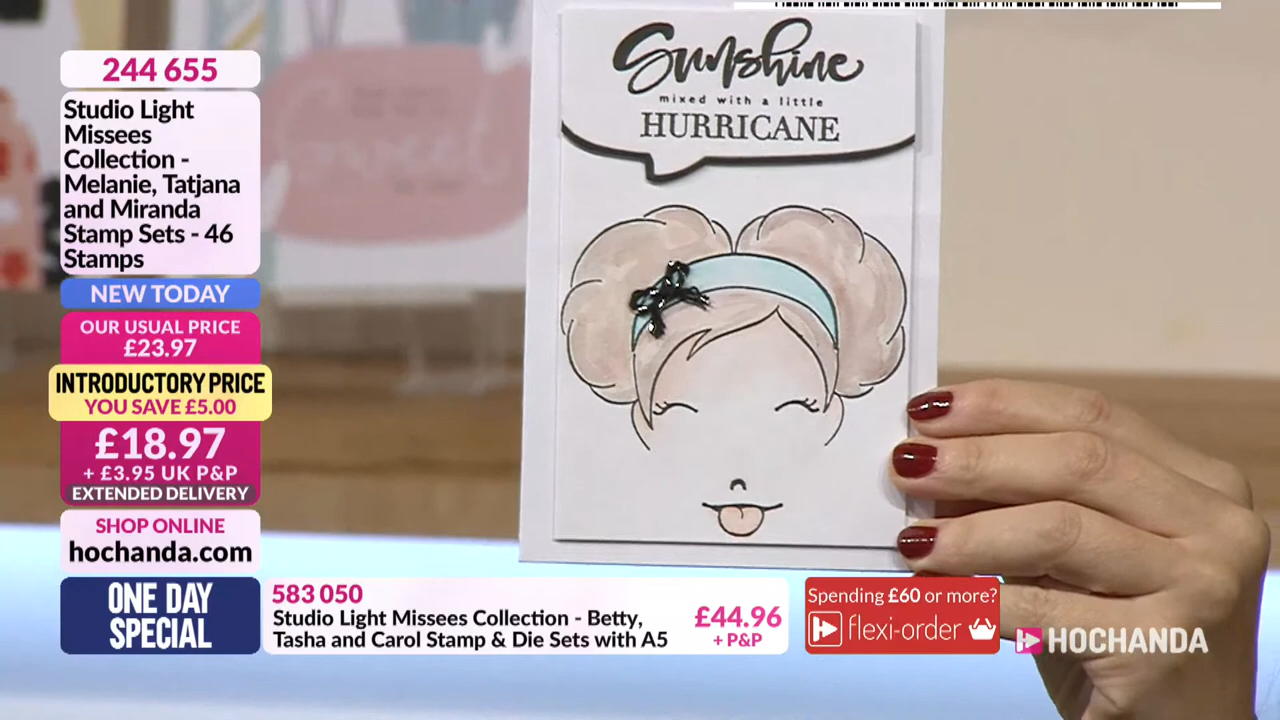 Sunshine
mixed with a little
HURRICANE
244 655
Studio Light
Missees
Collection -
Melanie, Tatjana
and Miranda
Stamp Sets - 46
Stamps
NEW TODAY
OUR USUAL PRICE
£23.97
INTRODUCTORY PRICE
YOU SAVE £5.00
£18.97
+ £3.95 UK P&P
EXTENDED DELIVERY
SHOP ONLINE
hochanda.com
ONE DAY
SPECIAL
583 050
Studio Light Missees Collection - Betty,
Tasha and Carol Stamp & Die Sets with A5
£44.96
+ P&P
Spending £60 or more?
flexi-order
HOCHANDA